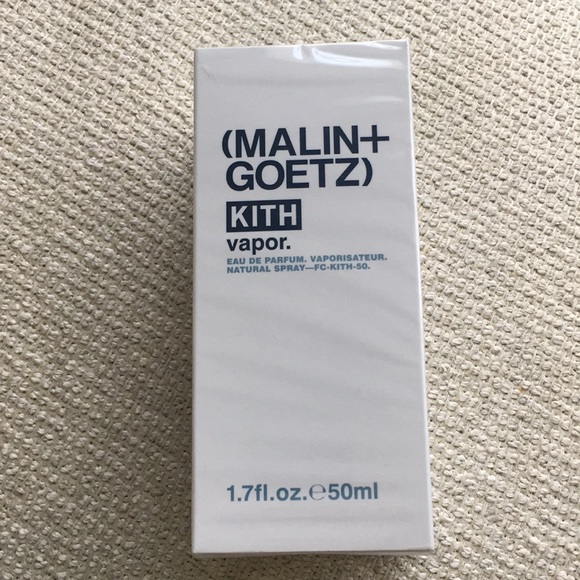 (MALIN+
GOETZ)
KITH
vapor.
EAU DE PARFUM. VAPORISATEUR.
NATURAL SPRAY—FC-KITH-50.
1.7fl.oz.℮50ml